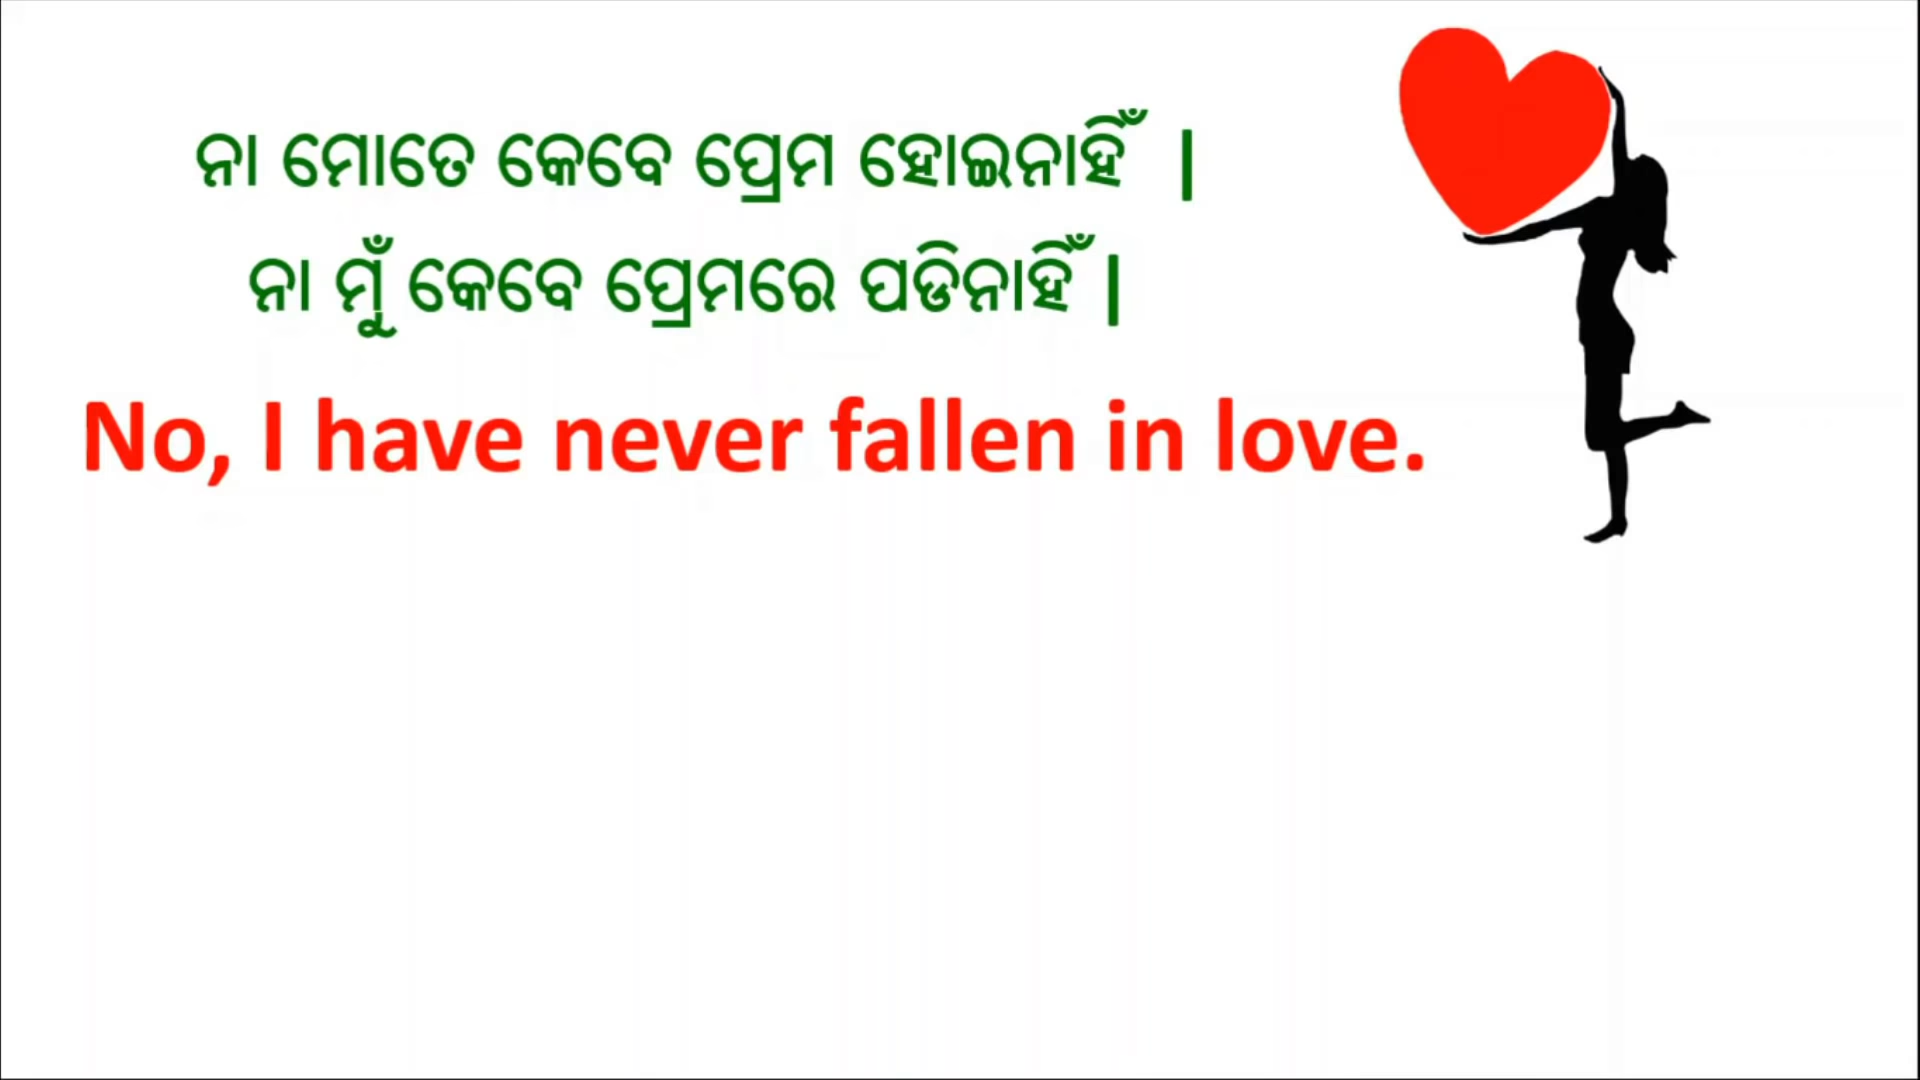 ନା ମୋତେ କେବେ ପ୍ରେମ ହୋଇନାହିଁ |
ନା ମୁଁ କେବେ ପ୍ରେମରେ ପଡିନାହିଁ |
No, I have never fallen in love.